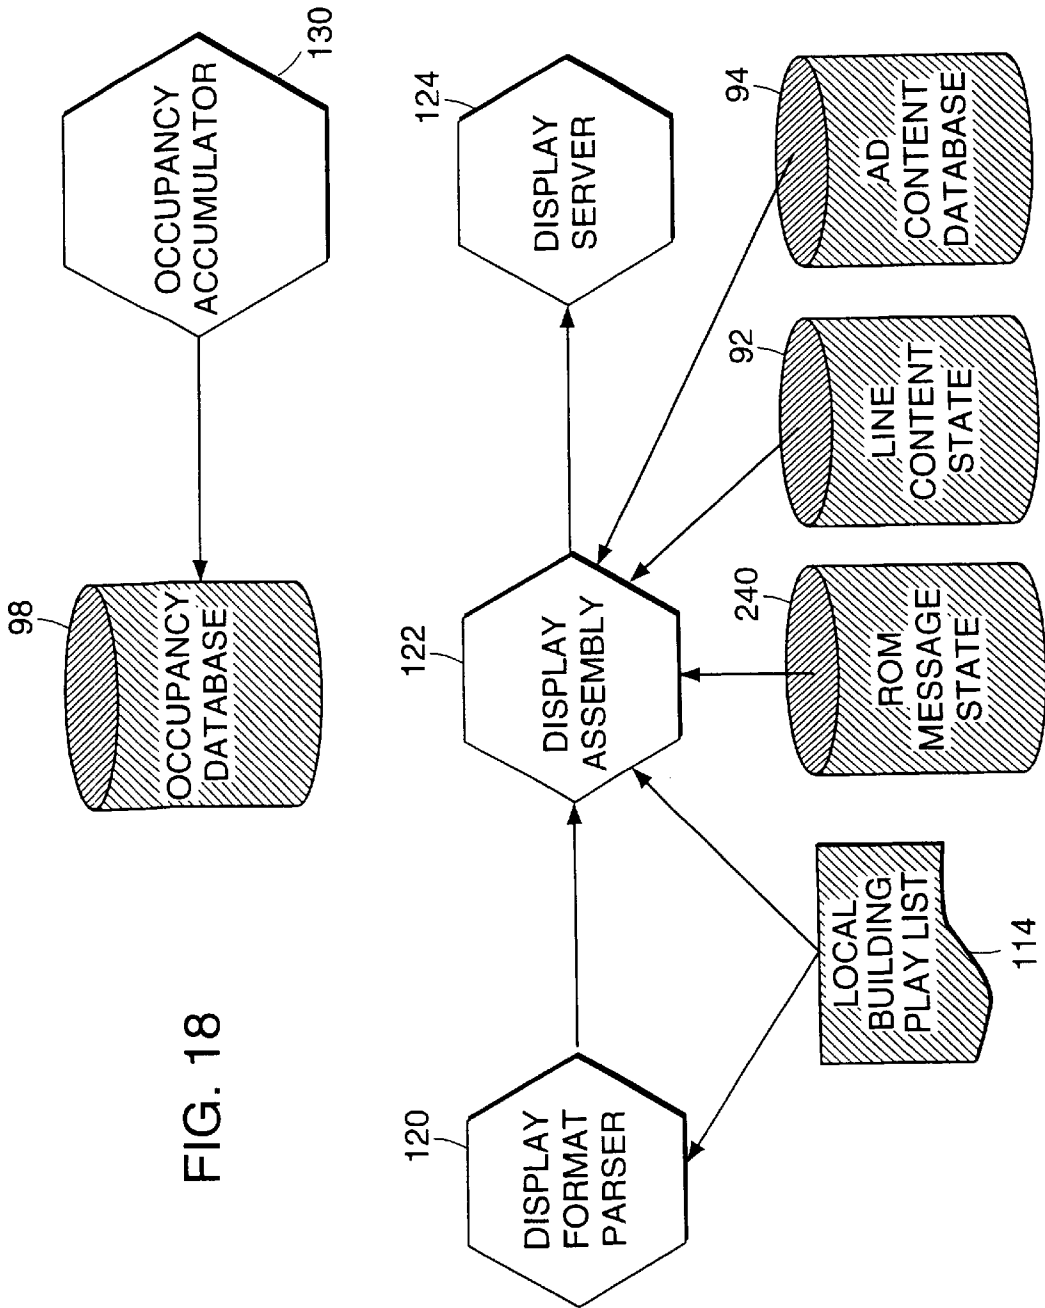 FIG. 18
98
OCCUPANCY
DATABASE
OCCUPANCY
ACCUMULATOR
130
120
DISPLAY
FORMAT
PARSER
122
DISPLAY
ASSEMBLY
124
DISPLAY
SERVER
LOCAL
BUILDING
PLAY LIST
114
240
ROM
MESSAGE
STATE
92
LINE
CONTENT
STATE
94
AD
CONTENT
DATABASE